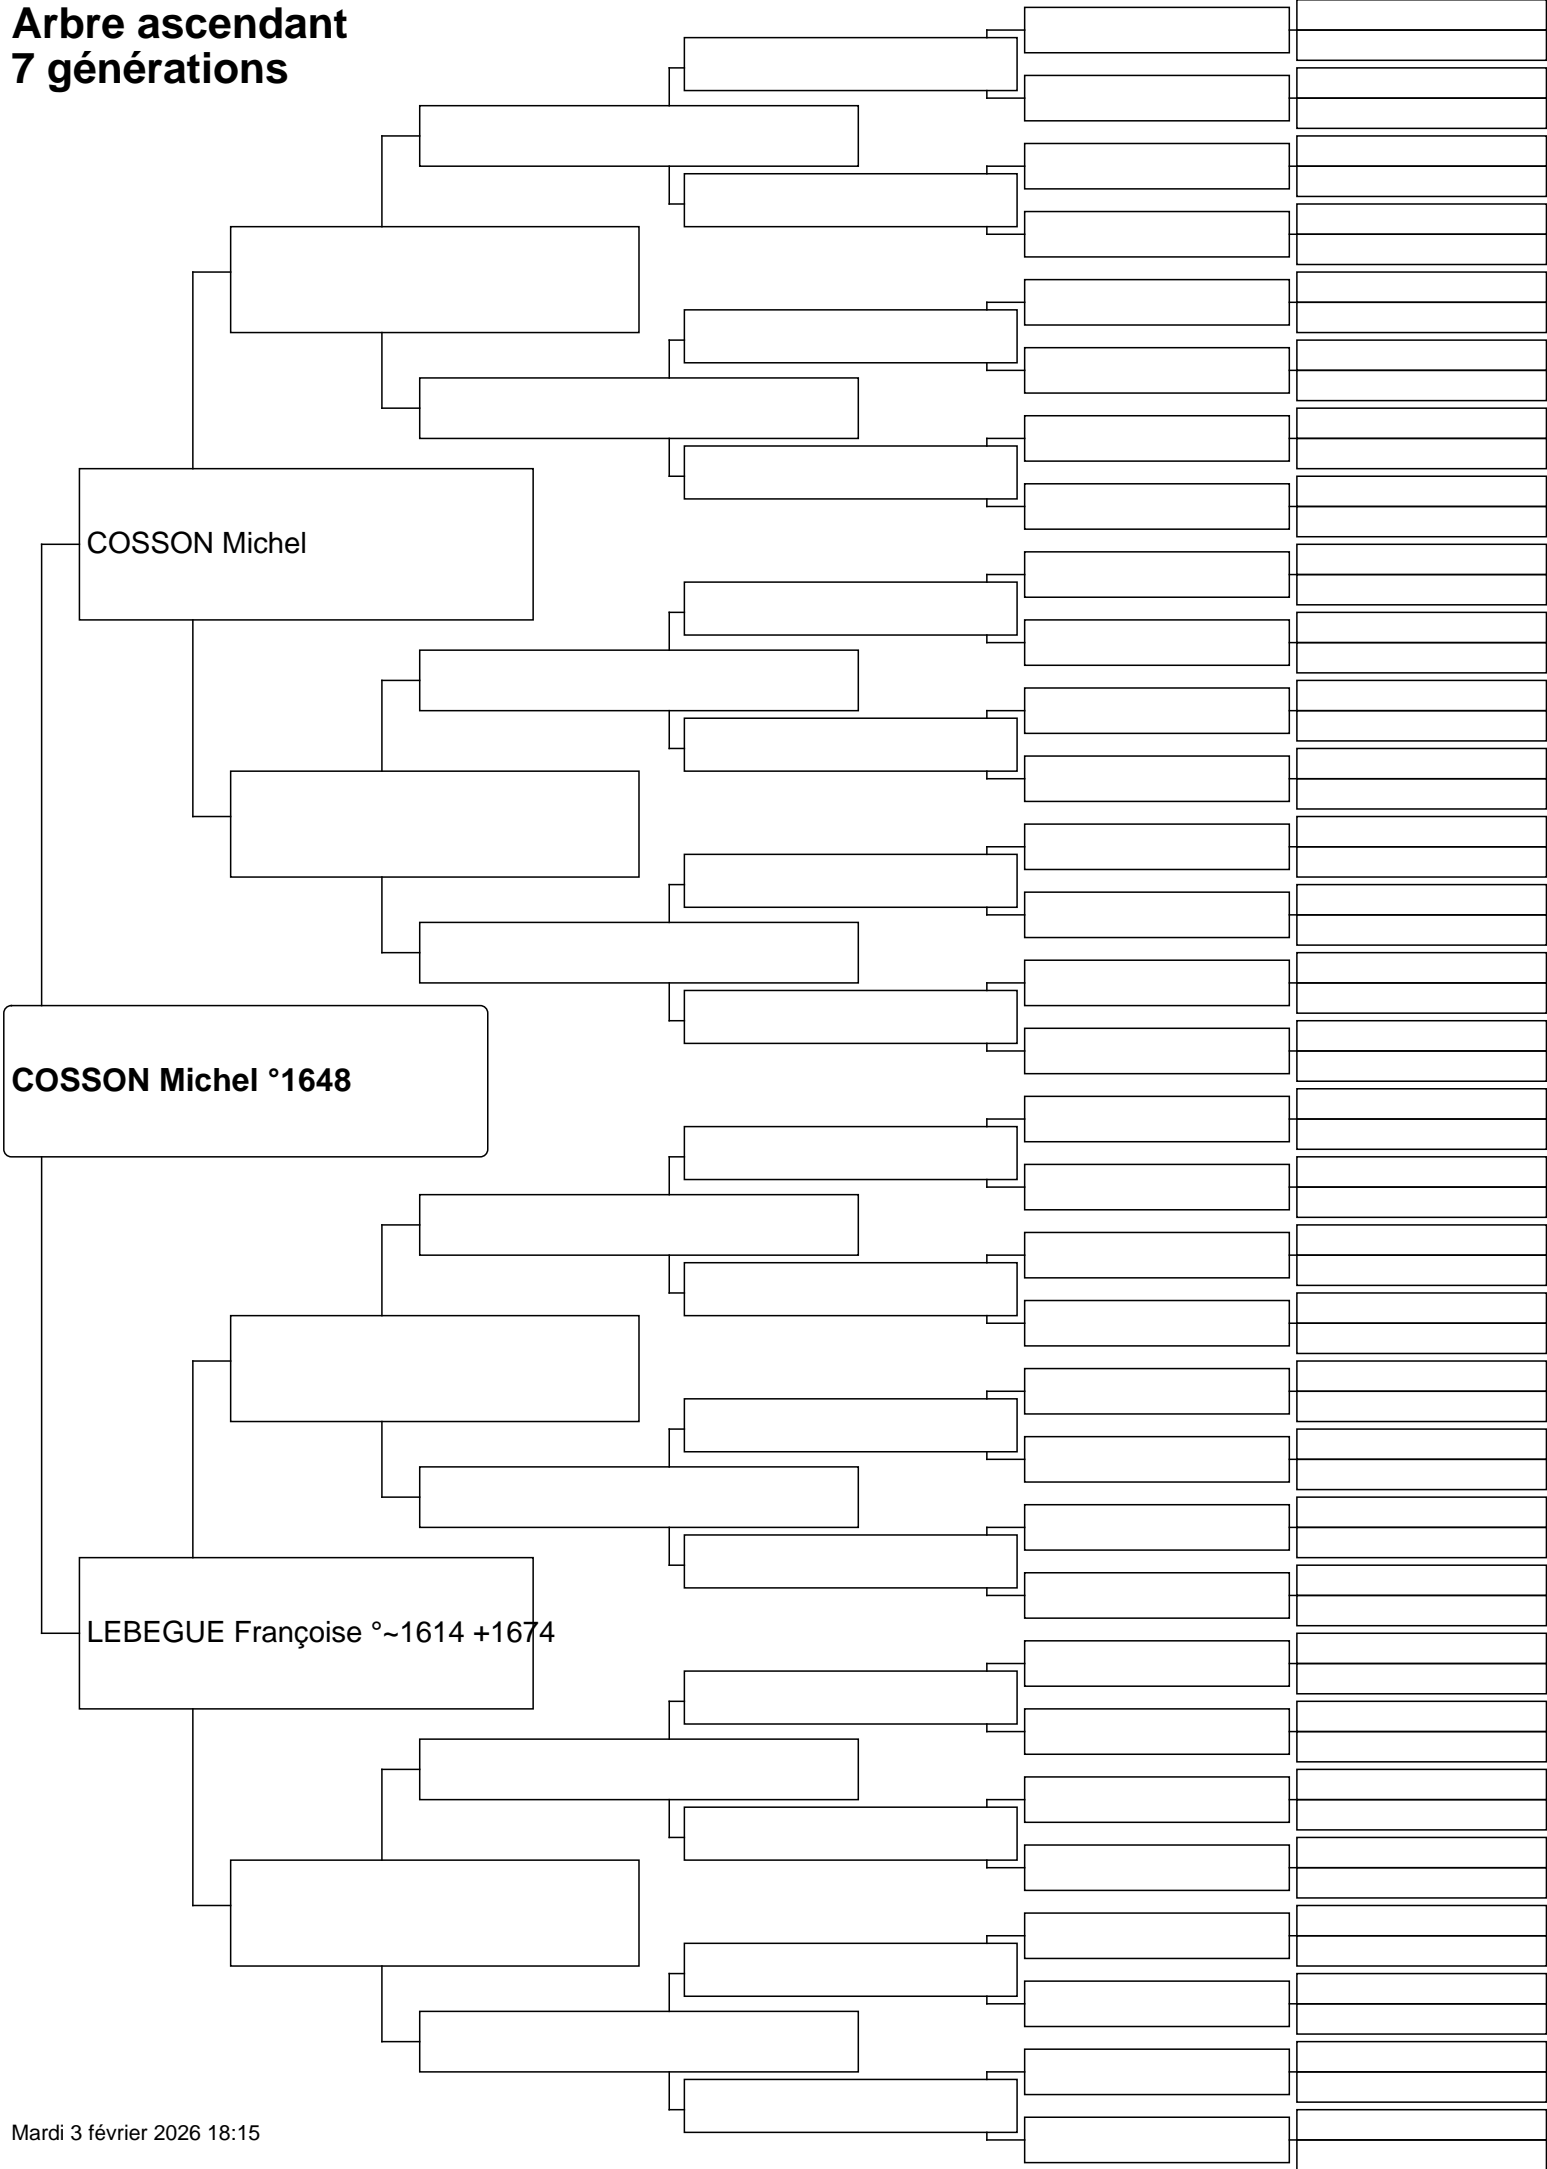 Arbre ascendant
7 générations
COSSON Michel
COSSON Michel °1648
LEBEGUE Françoise °~1614 +1674
Mardi 3 février 2026 18:15